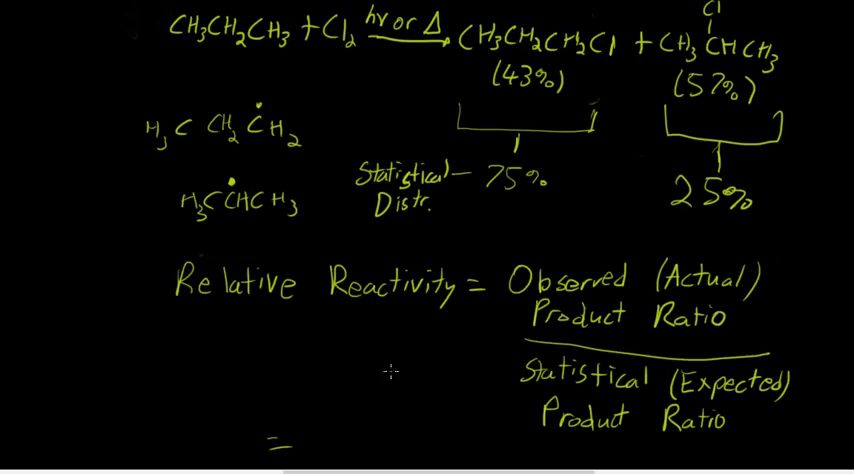 Cl
CH3CH2CH3 + Cl2 hν or Δ CH3CH2CH2Cl + CH3CHCH3
(43%) (57%)
H3C CH2 ĊH2
Statistical — 75% 25%
Distr.
H3CĊHCH3
Relative Reactivity = Observed (Actual)
Product Ratio
Statistical (Expected)
Product Ratio
=